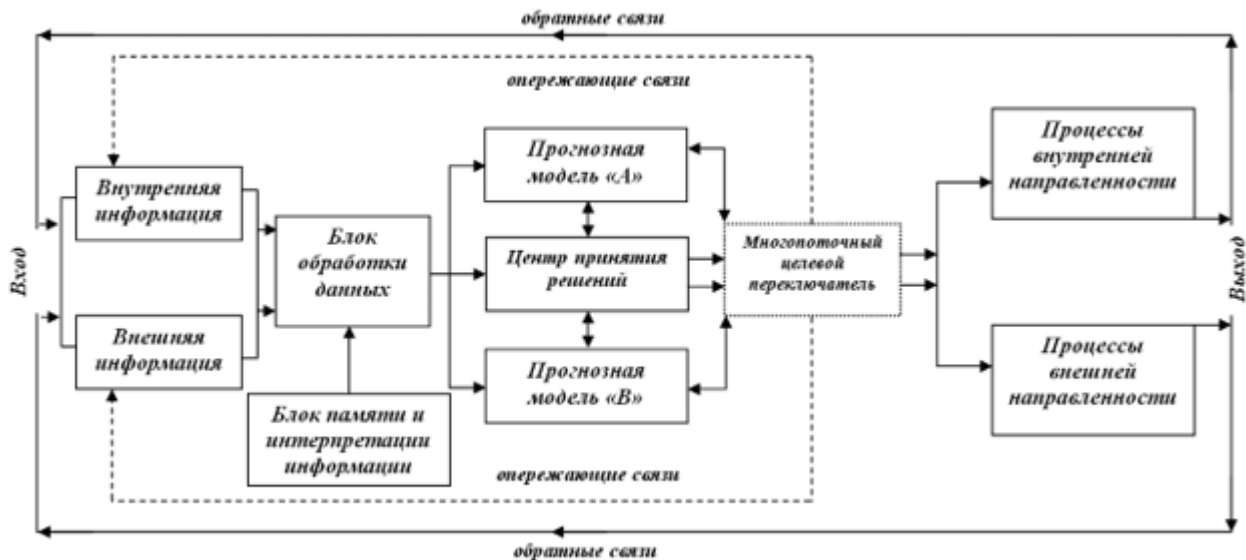 обратные связи
опережающие связи
Вход
Внутренняя
информация
Внешняя
информация
Блок
обработки
данных
Блок памяти и
интерпретации
информации
Прогнозная
модель «А»
Центр принятия
решений
Прогнозная
модель «В»
Многопоточный
целевой
переключатель
Процессы
внутренней
направленности
Процессы
внешней
направленности
Выход
опережающие связи
обратные связи